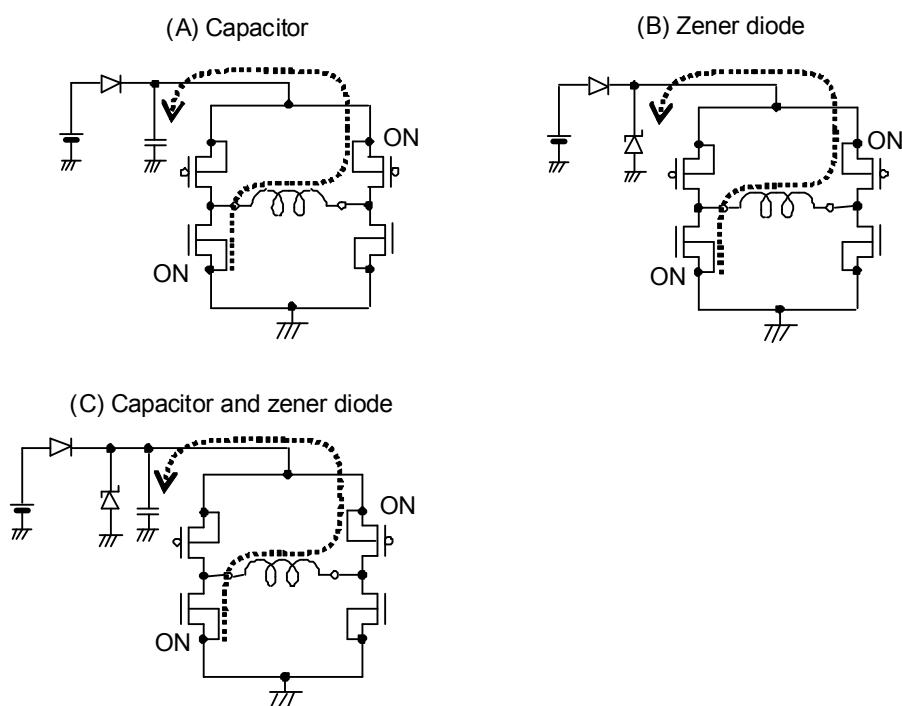 (A) Capacitor
(B) Zener diode
ON
ON
ON
ON
(C) Capacitor and zener diode
ON
ON